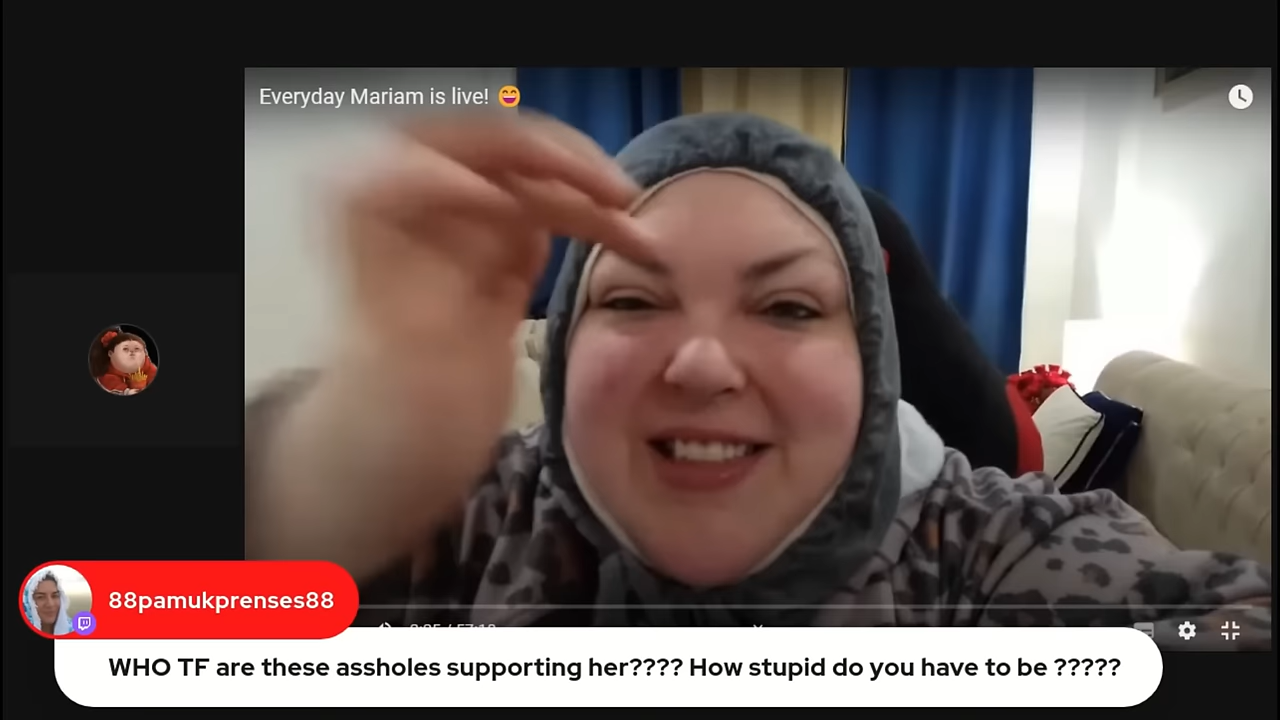 Everyday Mariam is live! 😄
88pamukprenses88
WHO TF are these assholes supporting her???? How stupid do you have to be ?????